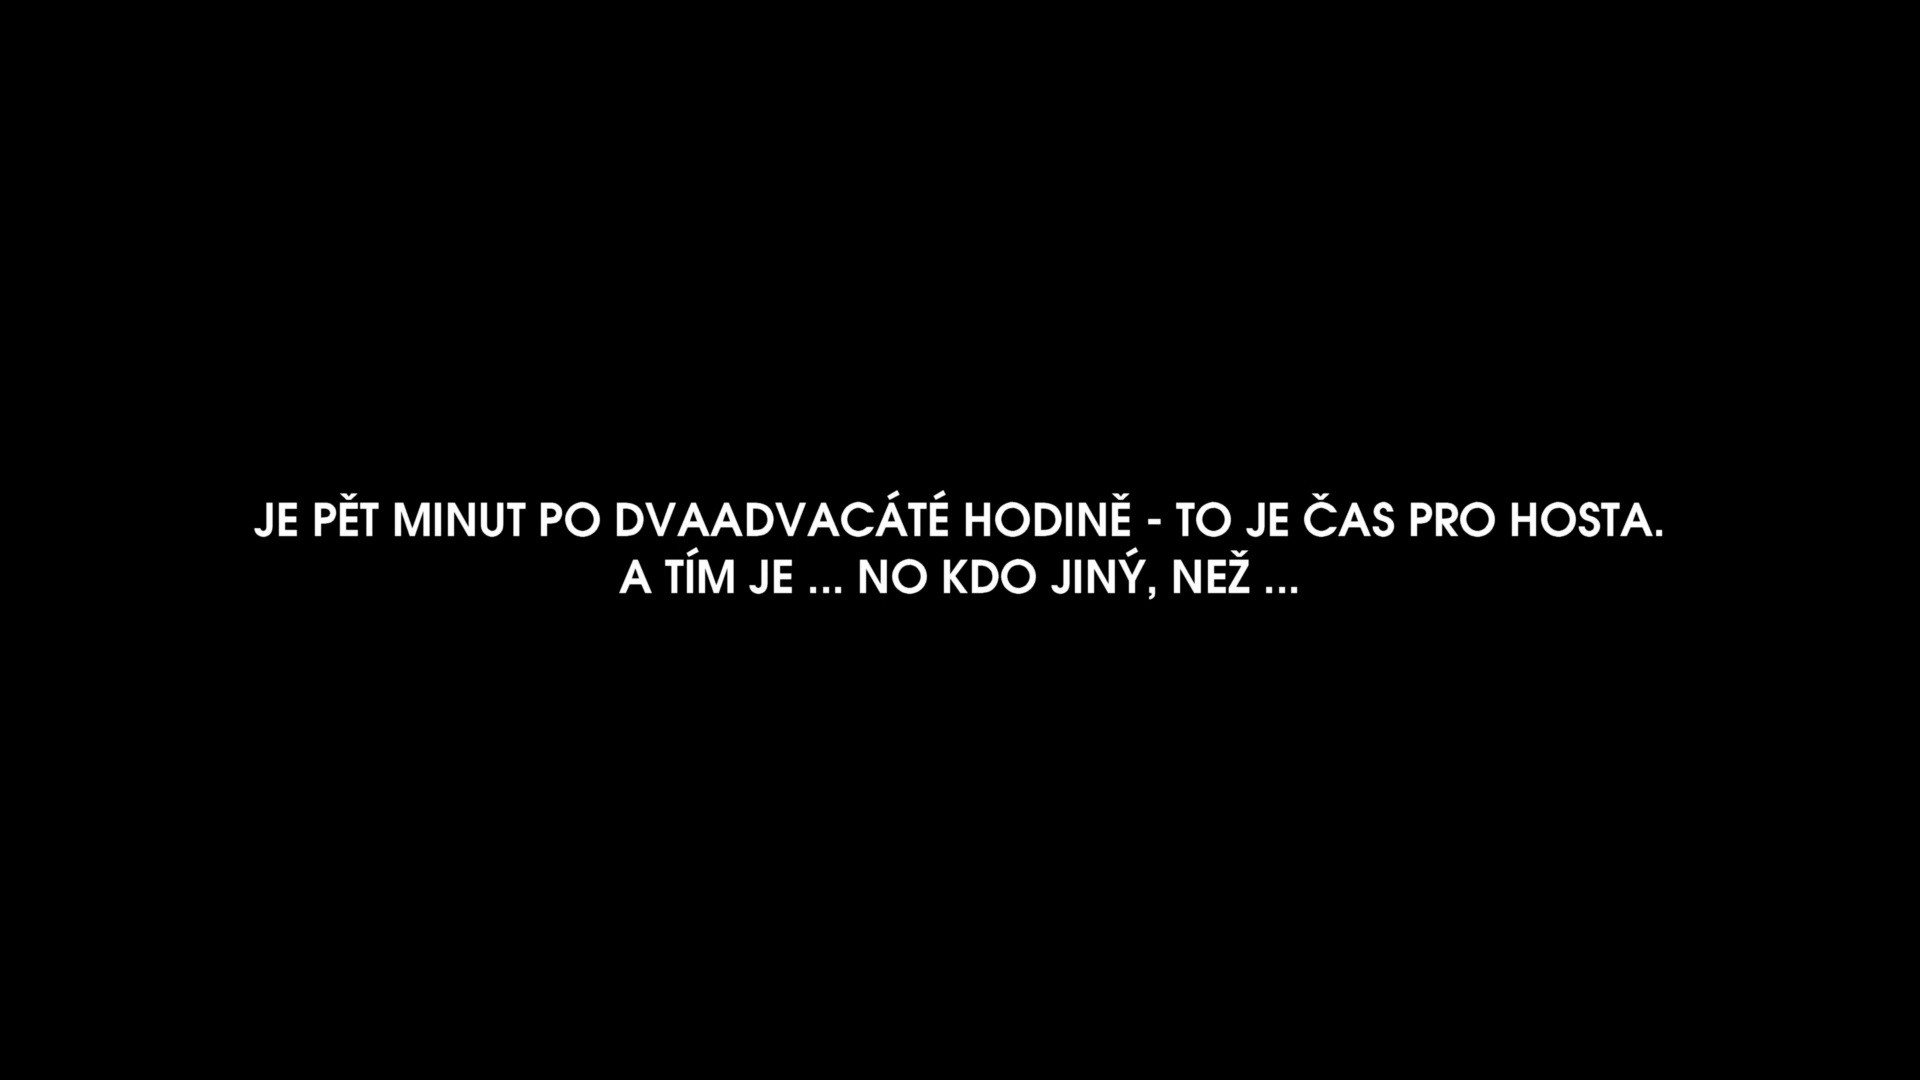 JE PĚT MINUT PO DVAADVACÁTÉ HODINĚ - TO JE ČAS PRO HOSTA.
A TÍM JE ... NO KDO JINÝ, NEŽ ...